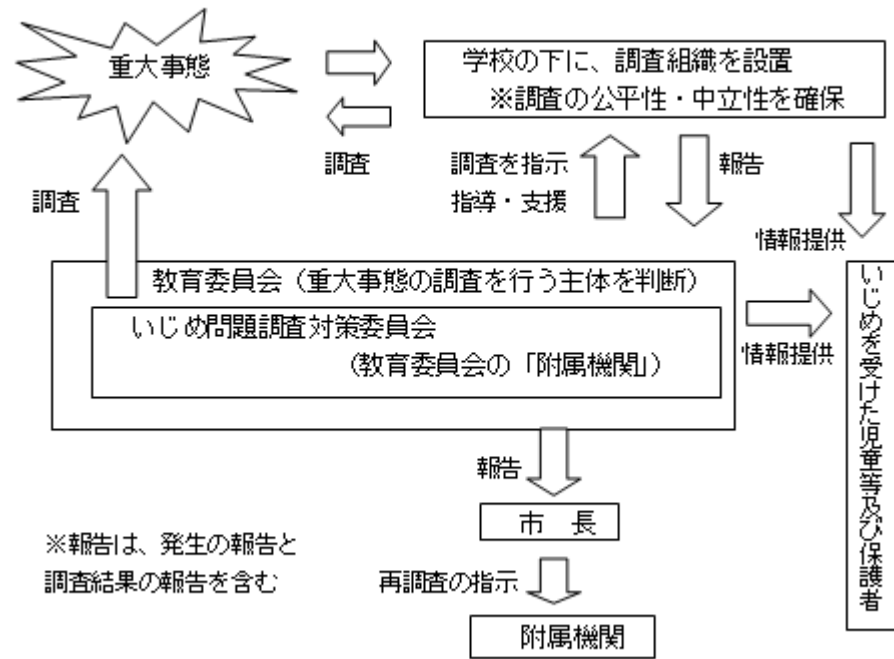 重大事態
学校の下に、調査組織を設置
※調査の公平性・中立性を確保
調査
調査
調査を指示
指導・支援
報告
情報提供
教育委員会（重大事態の調査を行う主体を判断）
いじめ問題調査対策委員会
（教育委員会の「附属機関」）
情報提供
いじめを受けた児童等及び保護者
報告
市　長
※報告は、発生の報告と
調査結果の報告を含む
再調査の指示
附属機関